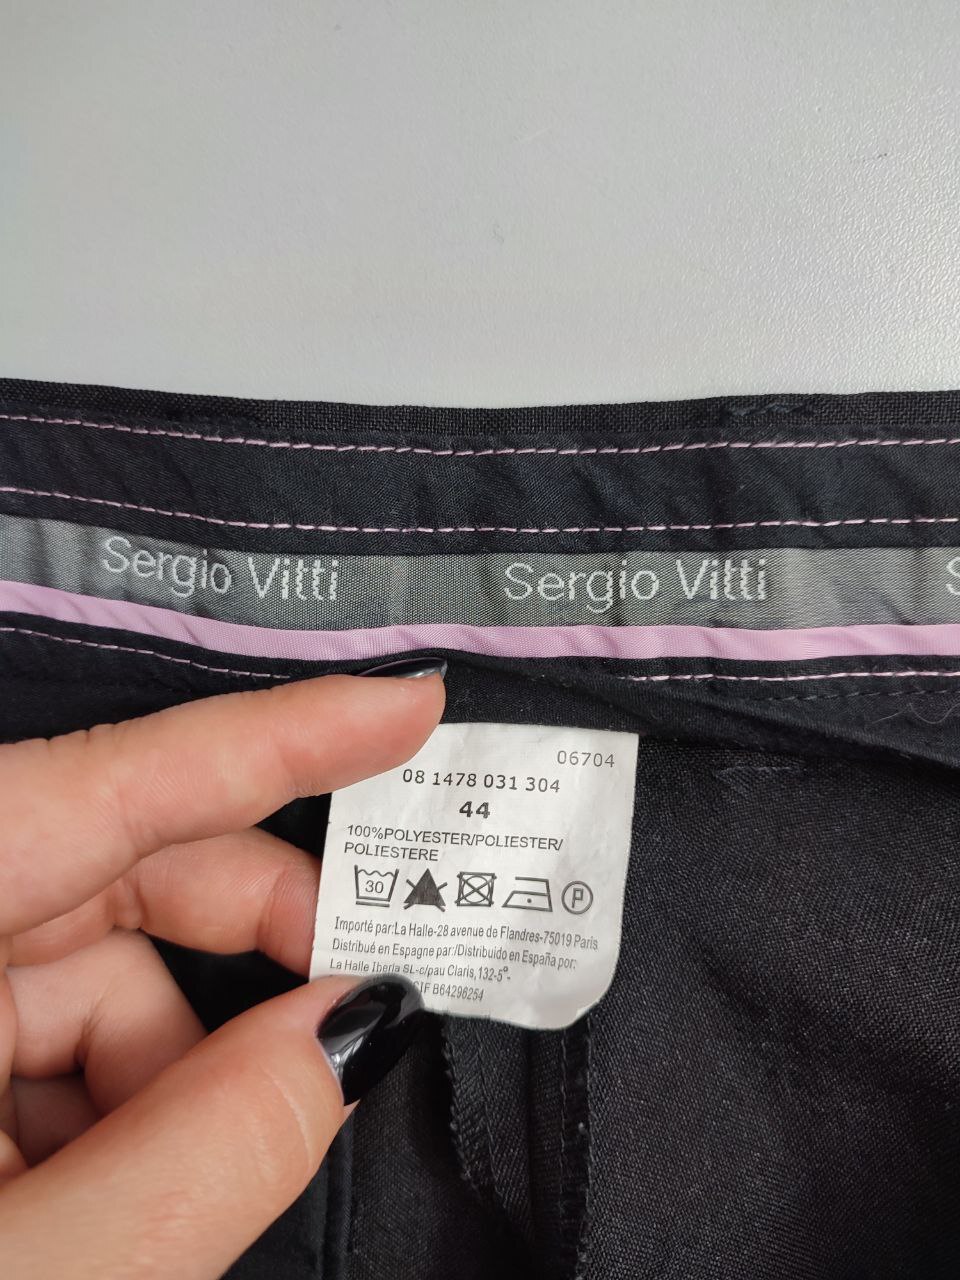 Sergio Vitti Sergio Vitti S
06704
08 1478 031 304
44
100%POLYESTER/POLIESTER/
POLIESTERE
30
P
Importé par:La Halle-28 avenue de Flandres-75019 Paris
Distribué en Espagne par:/Distribuido en España por:
La Halle Iberia SL-c/pau Claris,132-5°-
CIF B64298254